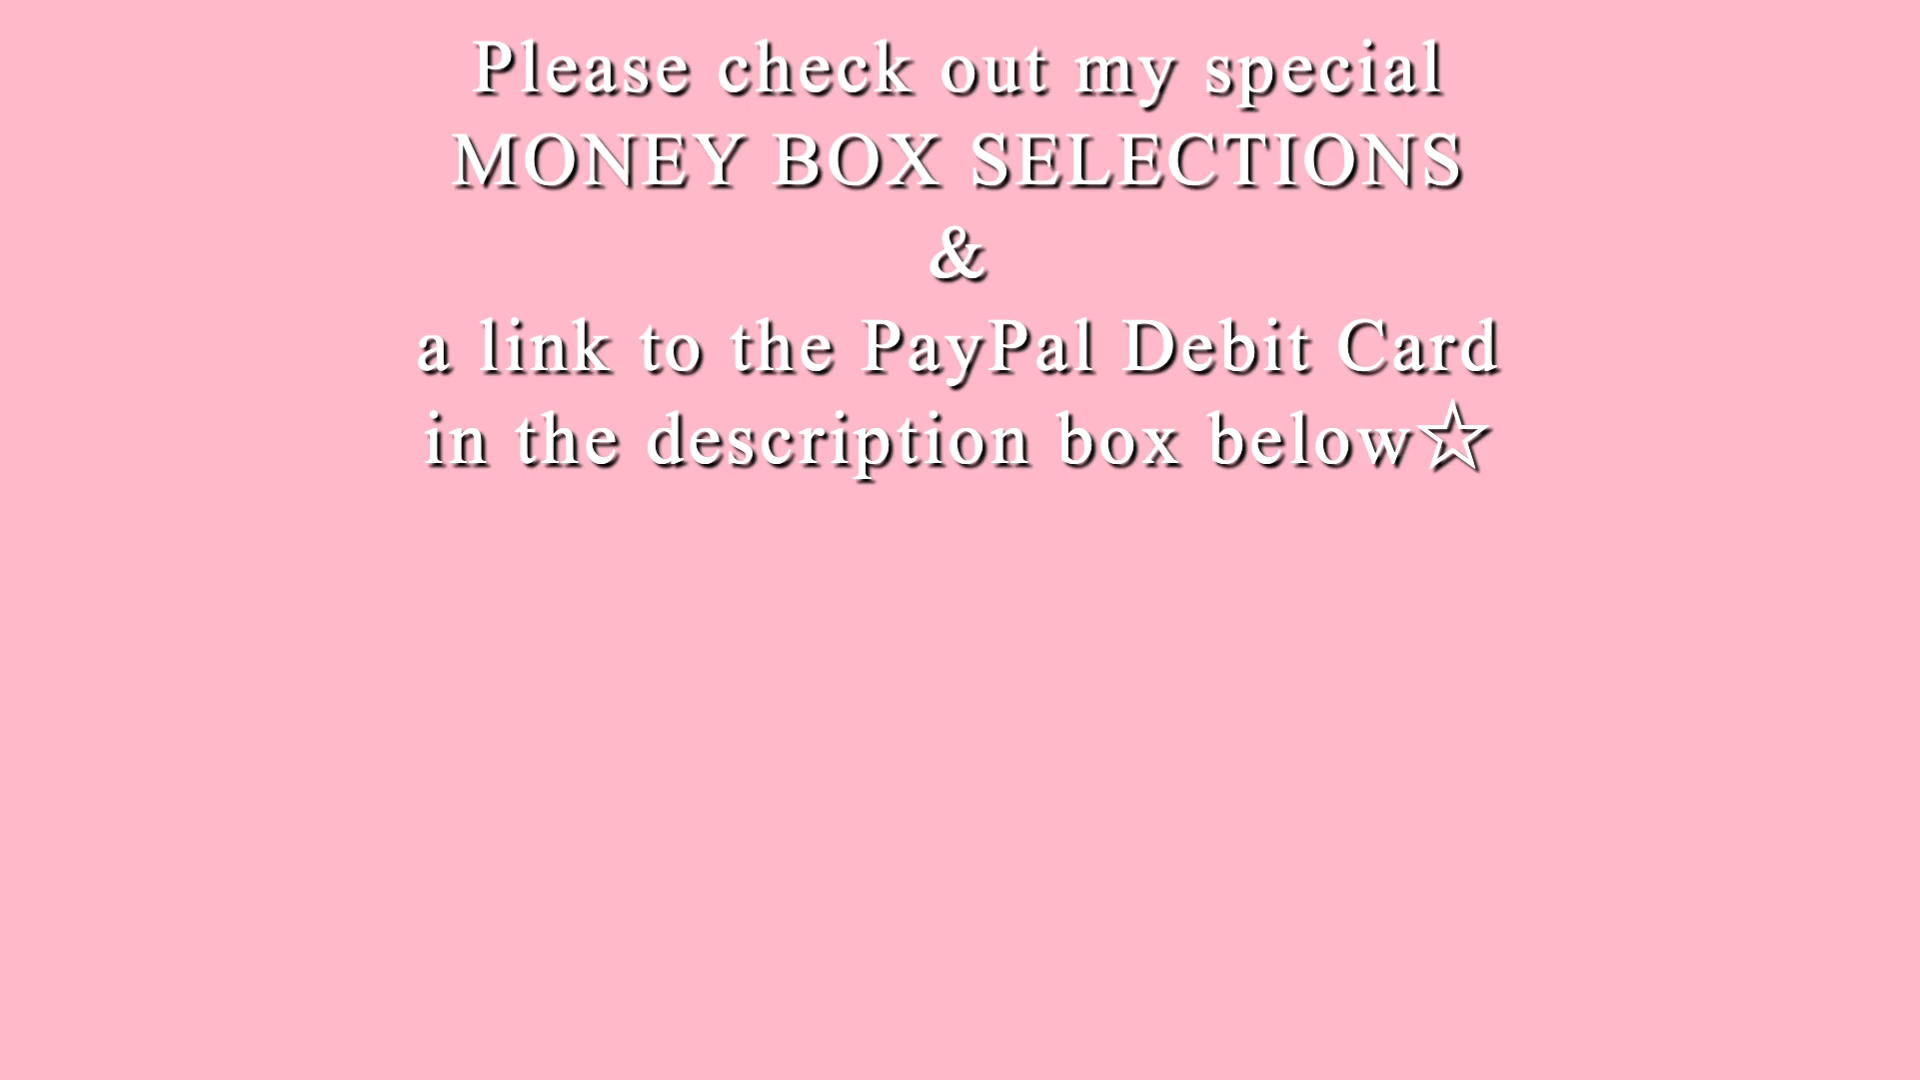 Please check out my special
MONEY BOX SELECTIONS
&
a link to the PayPal Debit Card
in the description box below☆